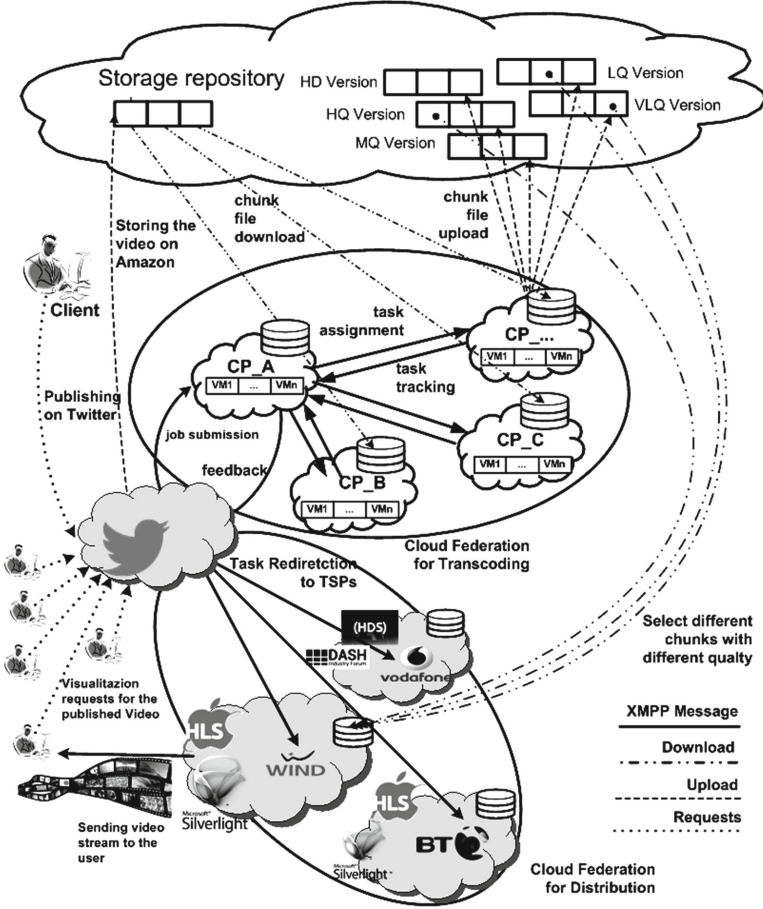 Storage repository
HD Version
HQ Version
MQ Version
LQ Version
VLQ Version
Storing the
video on
Amazon
chunk
file
download
chunk
file
upload
Client
Publishing
on Twitter
task
assignment
CP_...
VM1 ... VMn
CP_A
VM1 ... VMn
task
tracking
CP_C
VM1 ... VMn
job submission
feedback
CP_B
VM1 ... VMn
Cloud Federation
for Transcoding
Task Rediretction
to TSPs
(HDS)
DASH
Industry Forum
vodafone
Select different
chunks with
different qualty
Visualitazion
requests for the
published Video
HLS
WIND
Microsoft®
Silverlight™
Sending video
stream to the
user
HLS
BT
Microsoft®
Silverlight™
Cloud Federation
for Distribution
XMPP Message
Download
Upload
Requests